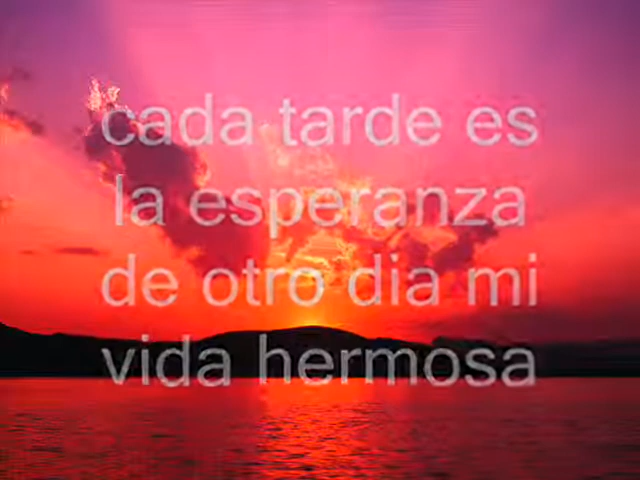 cada tarde es
la esperanza
de otro dia mi
vida hermosa